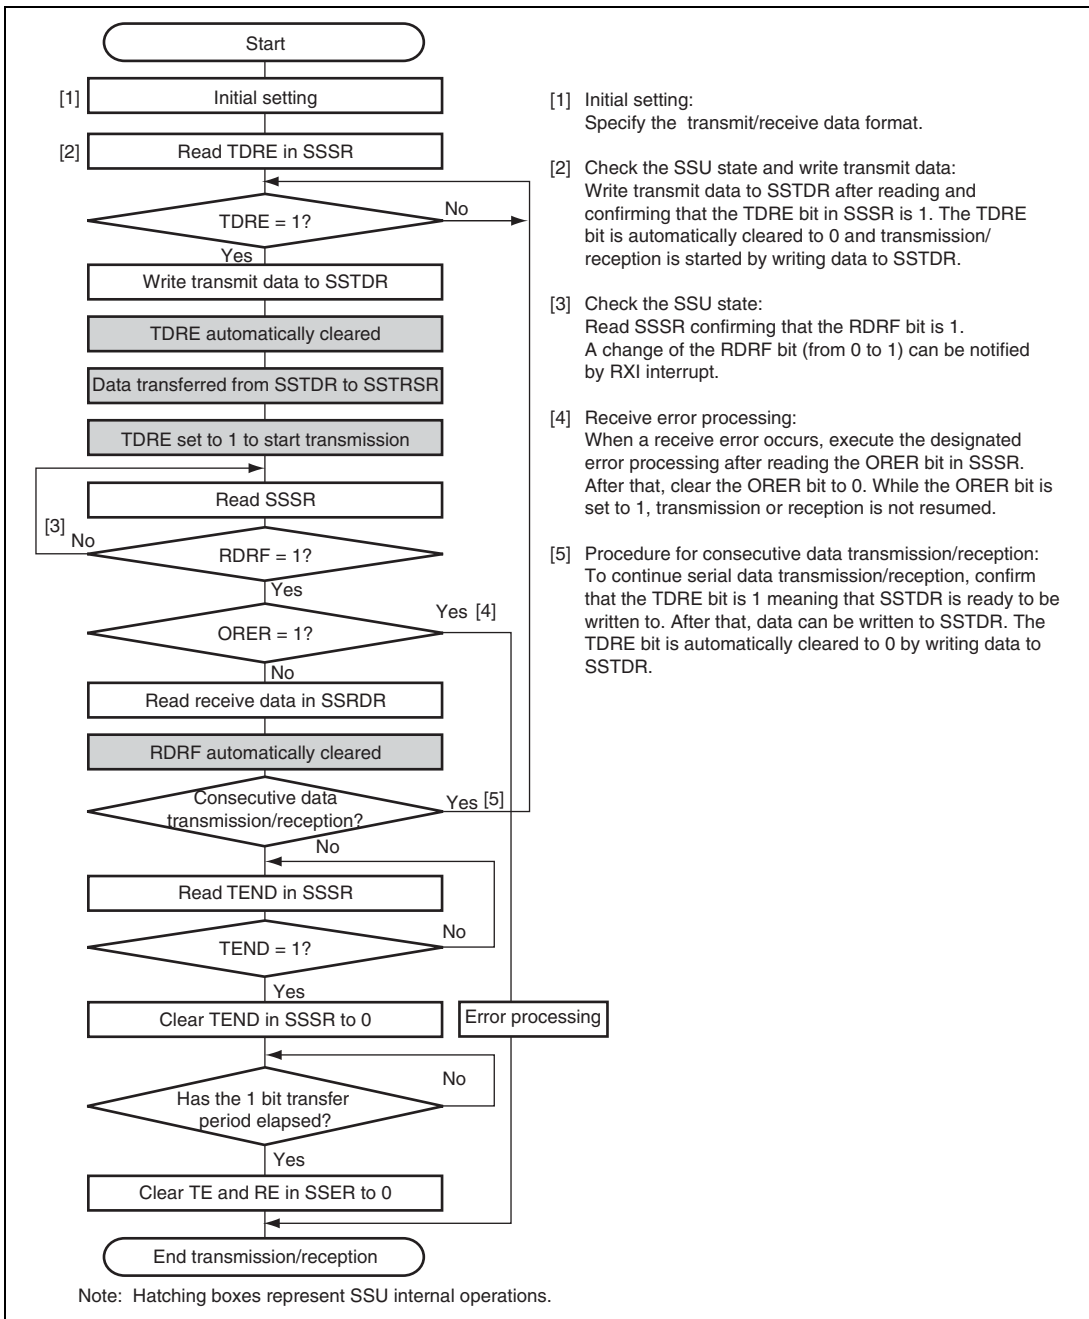 Start
[1] Initial setting
[2] Read TDRE in SSSR
TDRE = 1?
No
Yes
Write transmit data to SSTDR
TDRE automatically cleared
Data transferred from SSTDR to SSTRSR
TDRE set to 1 to start transmission
Read SSSR
[3]
No
RDRF = 1?
Yes
Yes [4]
ORER = 1?
No
Read receive data in SSRDR
RDRF automatically cleared
Consecutive data
transmission/reception?
Yes [5]
No
Read TEND in SSSR
No
TEND = 1?
Yes
Clear TEND in SSSR to 0
Error processing
No
Has the 1 bit transfer
period elapsed?
Yes
Clear TE and RE in SSER to 0
End transmission/reception
[1] Initial setting:
Specify the transmit/receive data format.
[2] Check the SSU state and write transmit data:
Write transmit data to SSTDR after reading and
confirming that the TDRE bit in SSSR is 1. The TDRE
bit is automatically cleared to 0 and transmission/
reception is started by writing data to SSTDR.
[3] Check the SSU state:
Read SSSR confirming that the RDRF bit is 1.
A change of the RDRF bit (from 0 to 1) can be notified
by RXI interrupt.
[4] Receive error processing:
When a receive error occurs, execute the designated
error processing after reading the ORER bit in SSSR.
After that, clear the ORER bit to 0. While the ORER bit is
set to 1, transmission or reception is not resumed.
[5] Procedure for consecutive data transmission/reception:
To continue serial data transmission/reception, confirm
that the TDRE bit is 1 meaning that SSTDR is ready to be
written to. After that, data can be written to SSTDR. The
TDRE bit is automatically cleared to 0 by writing data to
SSTDR.
Note: Hatching boxes represent SSU internal operations.